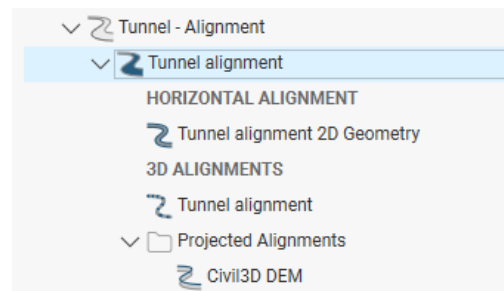 Tunnel - Alignment
Tunnel alignment
HORIZONTAL ALIGNMENT
Tunnel alignment 2D Geometry
3D ALIGNMENTS
Tunnel alignment
Projected Alignments
Civil3D DEM